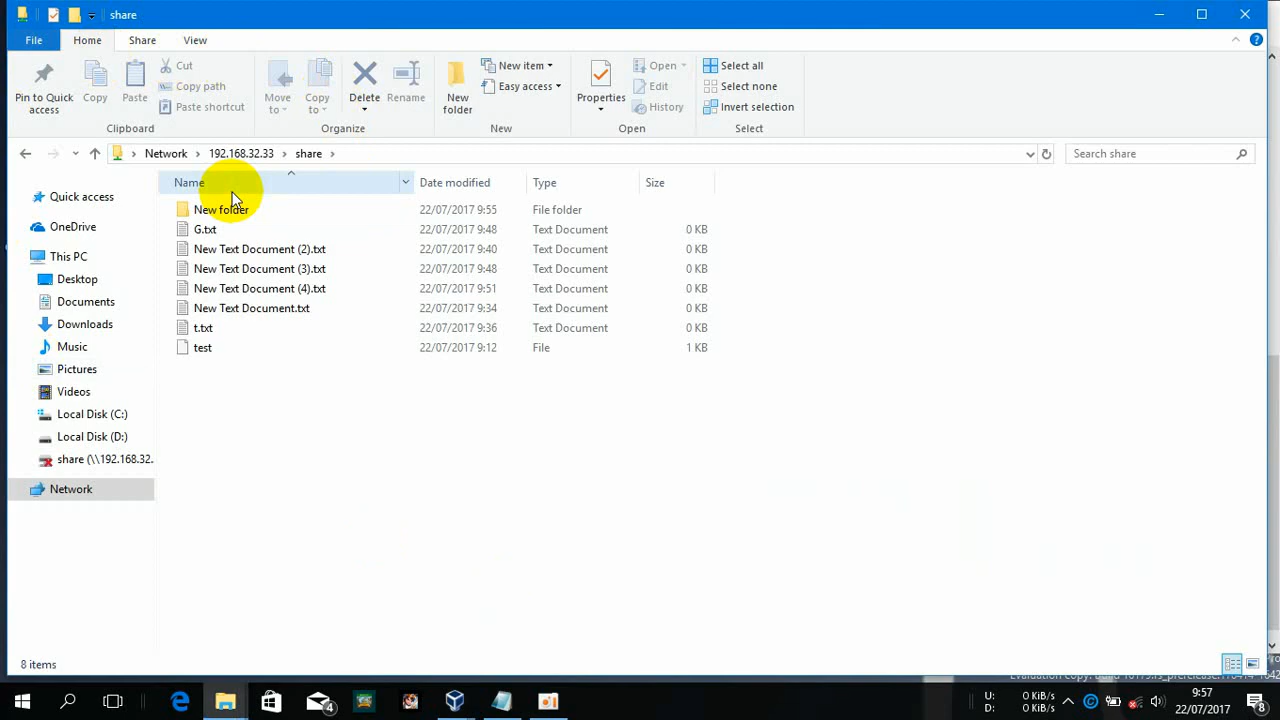 share
File Home Share View
Pin to Quick access
Copy
Paste
Cut
Copy path
Paste shortcut
Clipboard
Move to
Copy to
Delete
Rename
Organize
New folder
New item
Easy access
New
Properties
Open
Edit
History
Open
Select all
Select none
Invert selection
Select
Network 192.168.32.33 share
Search share
Name Date modified Type Size
New folder 22/07/2017 9:55 File folder
G.txt 22/07/2017 9:48 Text Document 0 KB
New Text Document (2).txt 22/07/2017 9:40 Text Document 0 KB
New Text Document (3).txt 22/07/2017 9:48 Text Document 0 KB
New Text Document (4).txt 22/07/2017 9:51 Text Document 0 KB
New Text Document.txt 22/07/2017 9:34 Text Document 0 KB
t.txt 22/07/2017 9:36 Text Document 0 KB
test 22/07/2017 9:12 File 1 KB
Quick access
OneDrive
This PC
Desktop
Documents
Downloads
Music
Pictures
Videos
Local Disk (C:)
Local Disk (D:)
share (\\192.168.32.
Network
8 items
4
U: 0 KiB/s
D: 0 KiB/s
9:57
22/07/2017
8